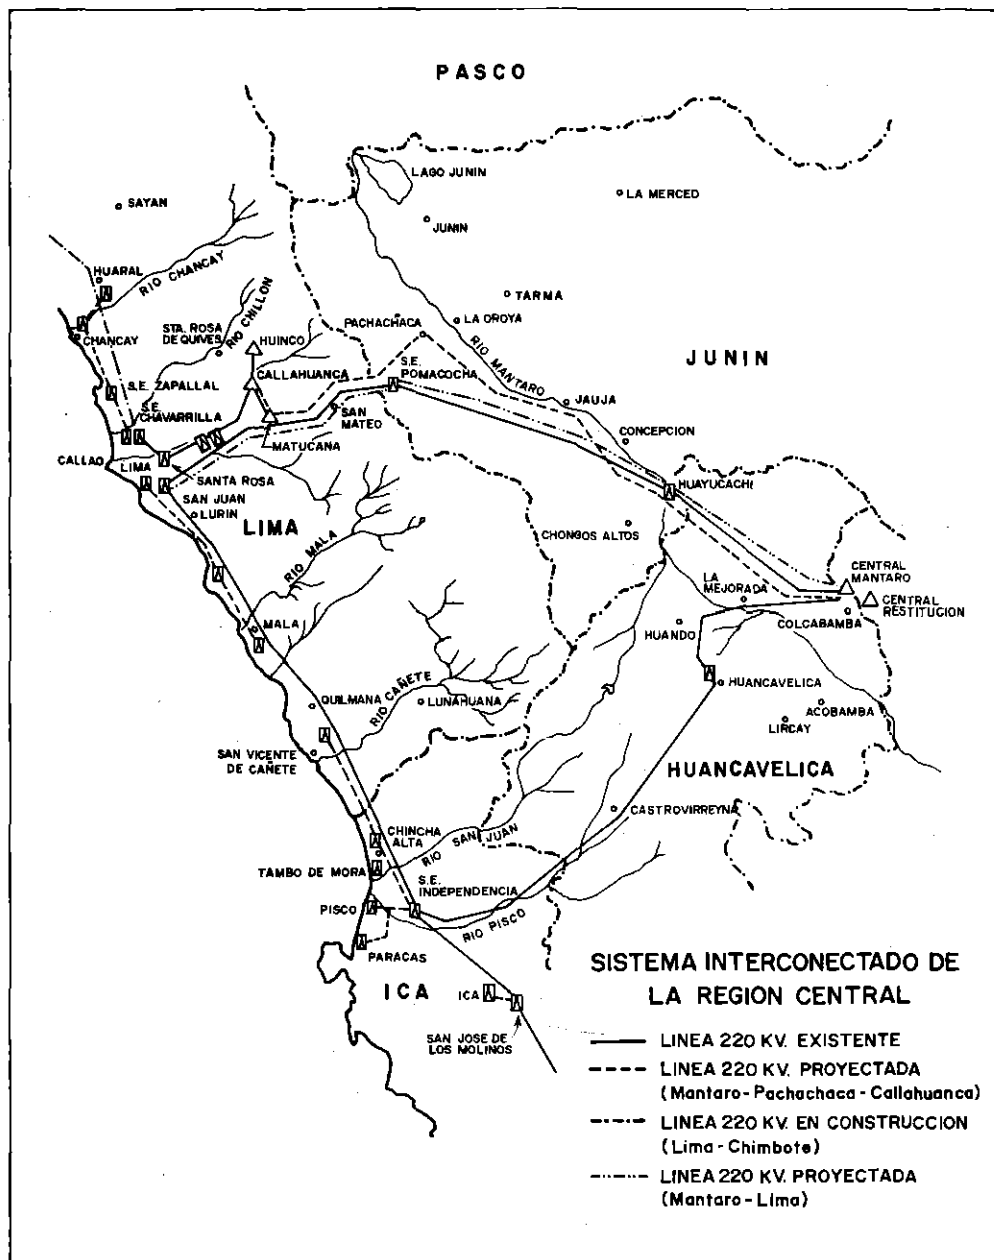 PASCO
LAGO JUNIN
LA MERCED
SAYAN
JUNIN
HUARAL
RIO CHANCAY
TARMA
STA. ROSA
DE QUIVES
RIO CHILLON
HUINCO
PACHACHACA
LA OROYA
CHANCAY
RIO MANTARO
JUNIN
CALLAHUANCA
S.E.
POMACOCHA
S.E. ZAPALLAL
S.E.
CHAVARRILLA
SAN
MATEO
JAUJA
CONCEPCION
MATUCANA
CALLAO
LIMA
SANTA ROSA
HUAYUCACHI
SAN JUAN
LURIN
LIMA
CHONGOS ALTOS
RIO MALA
CENTRAL
MANTARO
LA
MEJORADA
CENTRAL
RESTITUCION
COLCABAMBA
MALA
HUANDO
HUANCAVELICA
QUILMANA
RIO CAÑETE
LUNAHUANA
ACOBAMBA
LIRCAY
SAN VICENTE
DE CAÑETE
HUANCAVELICA
CASTROVIRREYNA
CHINCHA
ALTA
RIO SAN JUAN
TAMBO DE MORA
S.E.
INDEPENDENCIA
PISCO
RIO PISCO
PARACAS
ICA
ICA
SAN JOSE DE
LOS MOLINOS
SISTEMA INTERCONECTADO DE
LA REGION CENTRAL
LINEA 220 KV. EXISTENTE
LINEA 220 KV. PROYECTADA
(Mantaro-Pachachaca-Callahuanca)
LINEA 220 KV. EN CONSTRUCCION
(Lima-Chimbote)
LINEA 220 KV. PROYECTADA
(Mantaro-Lima)